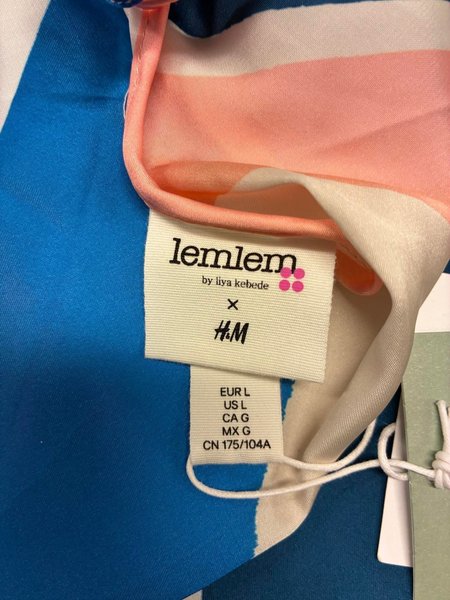 lemlem
by liya kebede
×
H&M
EUR L
US L
CA G
MX G
CN 175/104A